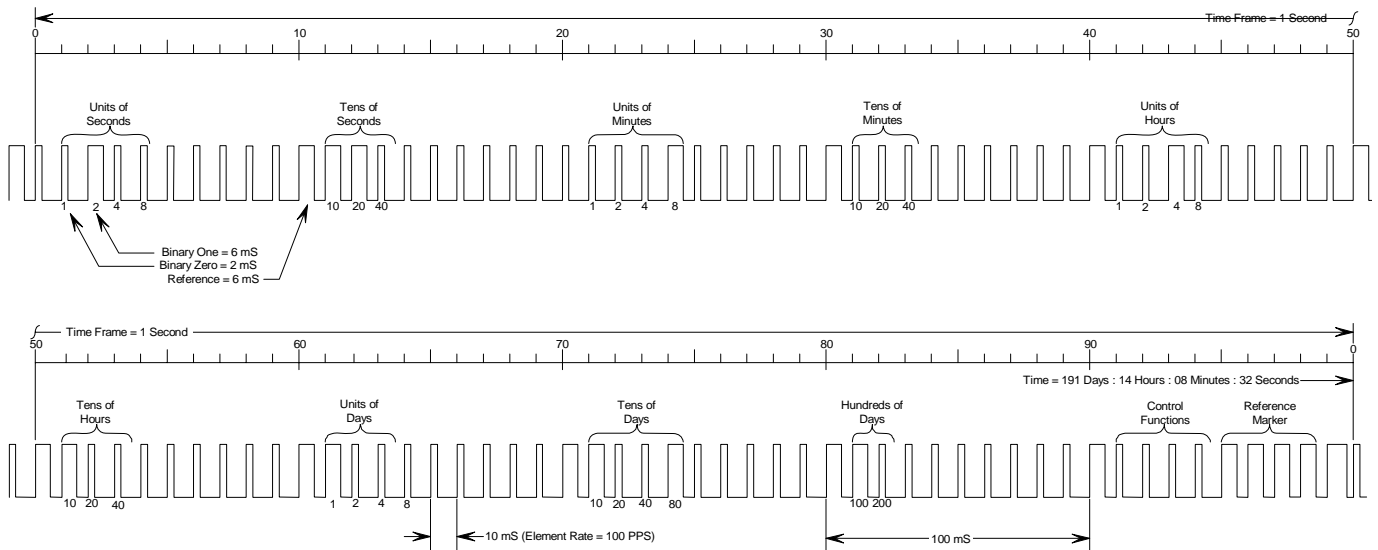 Time Frame = 1 Second
0 10 20 30 40 50
Units of
Seconds
Tens of
Seconds
Units of
Minutes
Tens of
Minutes
Units of
Hours
1 2 4 8
10 20 40
1 2 4 8
10 20 40
1 2 4 8
Binary One = 6 mS
Binary Zero = 2 mS
Reference = 6 mS
Time Frame = 1 Second
50 60 70 80 90 0
Time = 191 Days : 14 Hours : 08 Minutes : 32 Seconds
Tens of
Hours
Units of
Days
Tens of
Days
Hundreds of
Days
Control
Functions
Reference
Marker
10 20 40
1 2 4 8
10 20 40 80
100 200
10 mS (Element Rate = 100 PPS)
100 mS